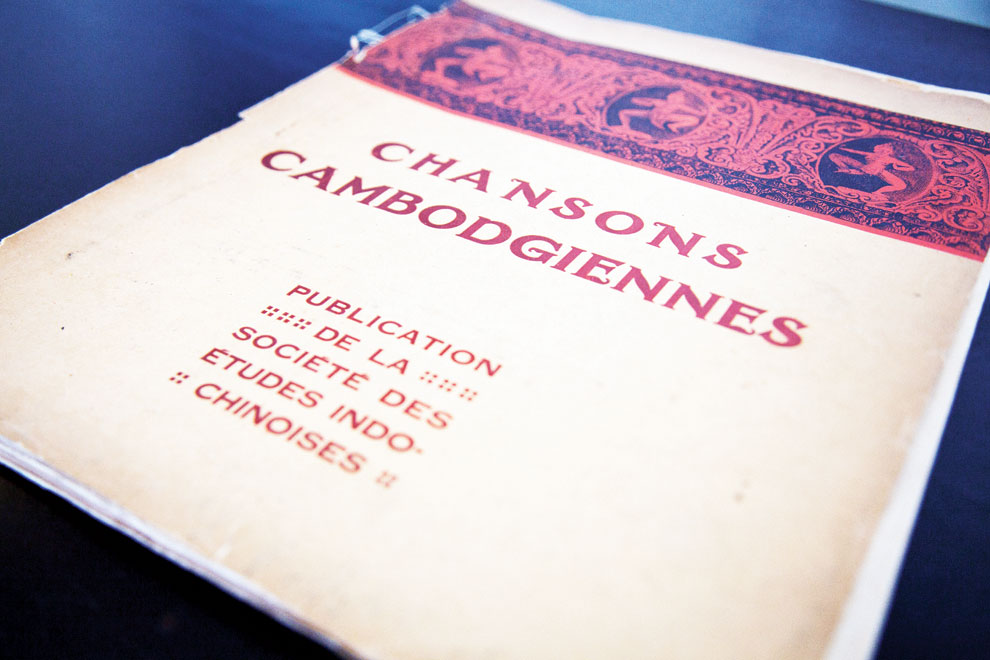 CHANSONS
CAMBODGIENNES
PUBLICATION
DE LA
SOCIÉTÉ DES
ÉTUDES INDO-
CHINOISES